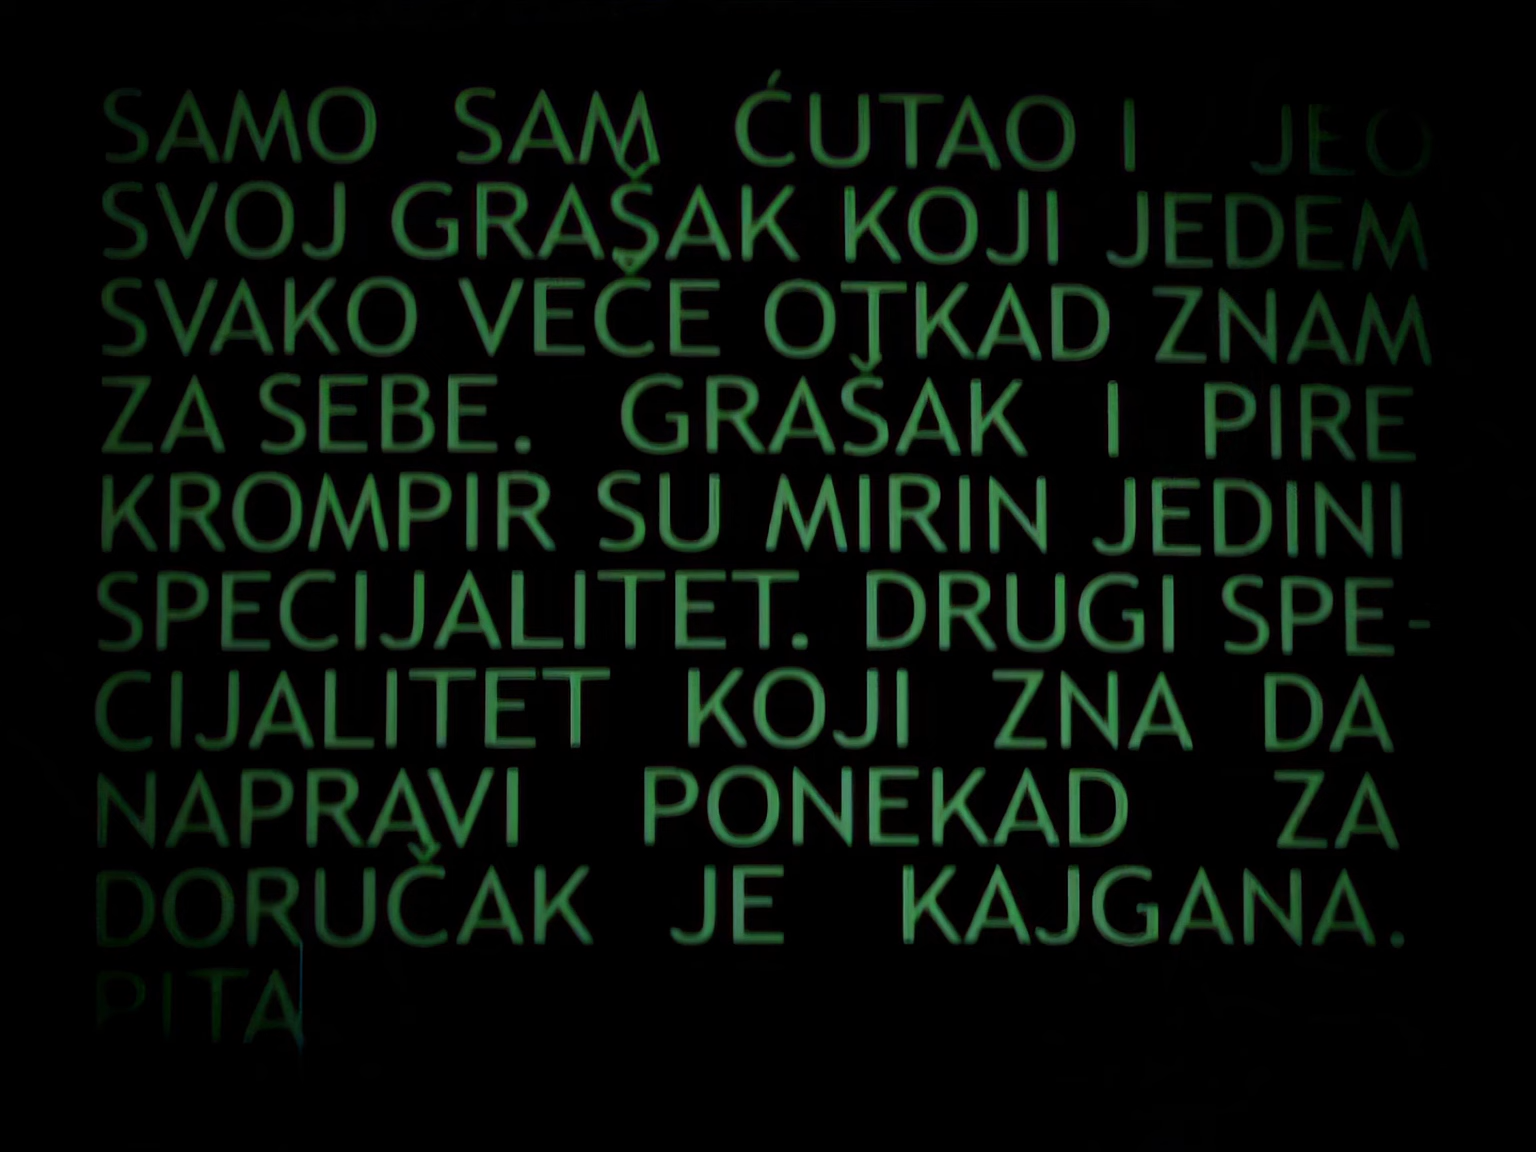 SAMO SAM ĆUTAO I JEO
SVOJ GRAŠAK KOJI JEDEM
SVAKO VEČE OTKAD ZNAM
ZA SEBE. GRAŠAK I PIRE
KROMPIR SU MIRIN JEDINI
SPECIJALITET. DRUGI SPE-
CIJALITET KOJI ZNA DA
NAPRAVI PONEKAD ZA
DORUČAK JE KAJGANA.
PITA